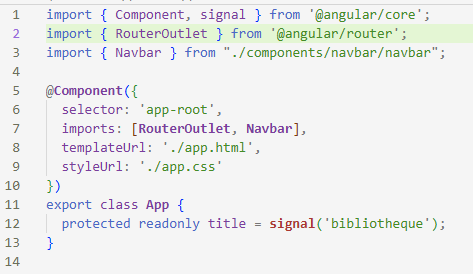 1 import { Component, signal } from '@angular/core';
2 import { RouterOutlet } from '@angular/router';
3 import { Navbar } from "./components/navbar/navbar";
4
5 @Component({
6   selector: 'app-root',
7   imports: [RouterOutlet, Navbar],
8   templateUrl: './app.html',
9   styleUrl: './app.css'
10 })
11 export class App {
12   protected readonly title = signal('bibliotheque');
13 }
14